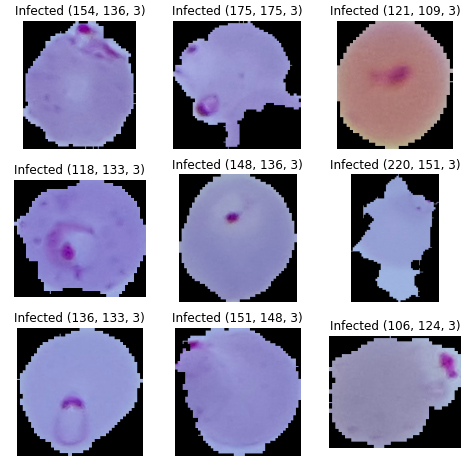 Infected (154, 136, 3)
Infected (175, 175, 3)
Infected (121, 109, 3)
Infected (118, 133, 3)
Infected (148, 136, 3)
Infected (220, 151, 3)
Infected (136, 133, 3)
Infected (151, 148, 3)
Infected (106, 124, 3)